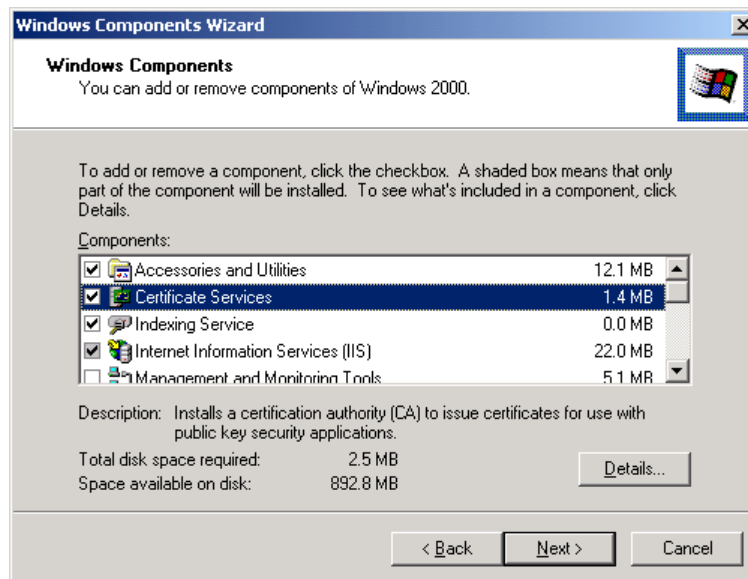 Windows Components Wizard
Windows Components
You can add or remove components of Windows 2000.
To add or remove a component, click the checkbox. A shaded box means that only
part of the component will be installed. To see what's included in a component, click
Details.
Components:
Accessories and Utilities 12.1 MB
Certificate Services 1.4 MB
Indexing Service 0.0 MB
Internet Information Services (IIS) 22.0 MB
Management and Monitoring Tools 5.1 MB
Description: Installs a certification authority (CA) to issue certificates for use with
public key security applications.
Total disk space required: 2.5 MB
Space available on disk: 892.8 MB
Details...
< Back Next > Cancel